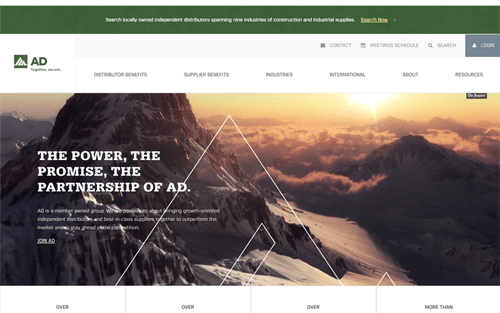 Search locally owned independent distributors spanning nine industries of construction and industrial supplies. Search Now
CONTACT MEETINGS SCHEDULE SEARCH LOGIN
AD
Together, we win.
DISTRIBUTOR BENEFITS SUPPLIER BENEFITS INDUSTRIES INTERNATIONAL ABOUT RESOURCES
THE POWER, THE
PROMISE, THE
PARTNERSHIP OF AD.
AD is a member owned group. We are passionate about bringing growth-oriented
independent distributors and best-in-class suppliers together to outperform the
market and to stay ahead of the competition.
JOIN AD
OVER OVER OVER MORE THAN